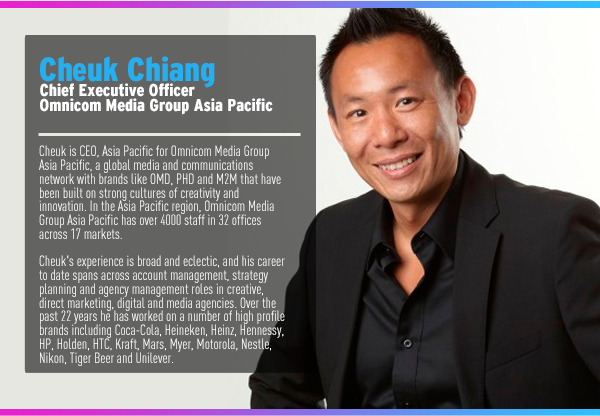 Cheuk Chiang
Chief Executive Officer
Omnicom Media Group Asia Pacific
Cheuk is CEO, Asia Pacific for Omnicom Media Group
Asia Pacific, a global media and communications
network with brands like OMD, PHD and M2M that have
been built on strong cultures of creativity and
innovation. In the Asia Pacific region, Omnicom Media
Group Asia Pacific has over 4000 staff in 32 offices
across 17 markets.
Cheuk's experience is broad and eclectic, and his career
to date spans across account management, strategy
planning and agency management roles in creative,
direct marketing, digital and media agencies. Over the
past 22 years he has worked on a number of high profile
brands including Coca-Cola, Heineken, Heinz, Hennessy,
HP, Holden, HTC, Kraft, Mars, Myer, Motorola, Nestle,
Nikon, Tiger Beer and Unilever.